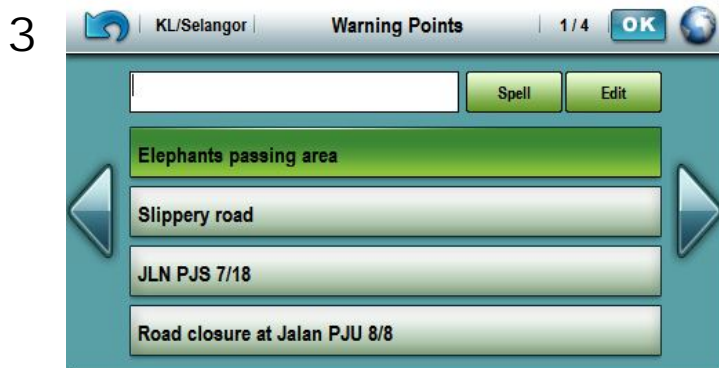 3
KL/Selangor Warning Points 1/4 OK
Spell Edit
Elephants passing area
Slippery road
JLN PJS 7/18
Road closure at Jalan PJU 8/8